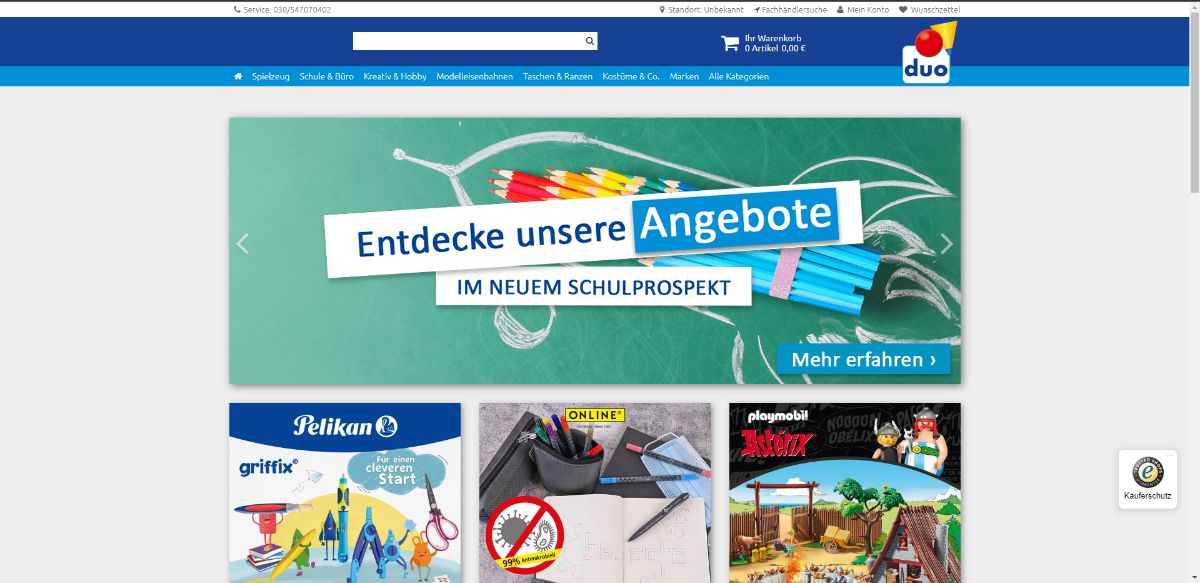 Service: 030/547070402
Standort: Unbekannt Fachhändlersuche Mein Konto Wunschzettel
Ihr Warenkorb
0 Artikel 0,00 €
duo
Spielzeug Schule & Büro Kreativ & Hobby Modelleisenbahnen Taschen & Ranzen Kostüme & Co. Marken Alle Kategorien
Entdecke unsere Angebote
IM NEUEM SCHULPROSPEKT
Mehr erfahren ›
Pelikan
griffix®
Für einen
cleveren
Start
ONLINE®
99% Antimikrobiell
playmobil
Asterix
OBELIX
Käuferschutz